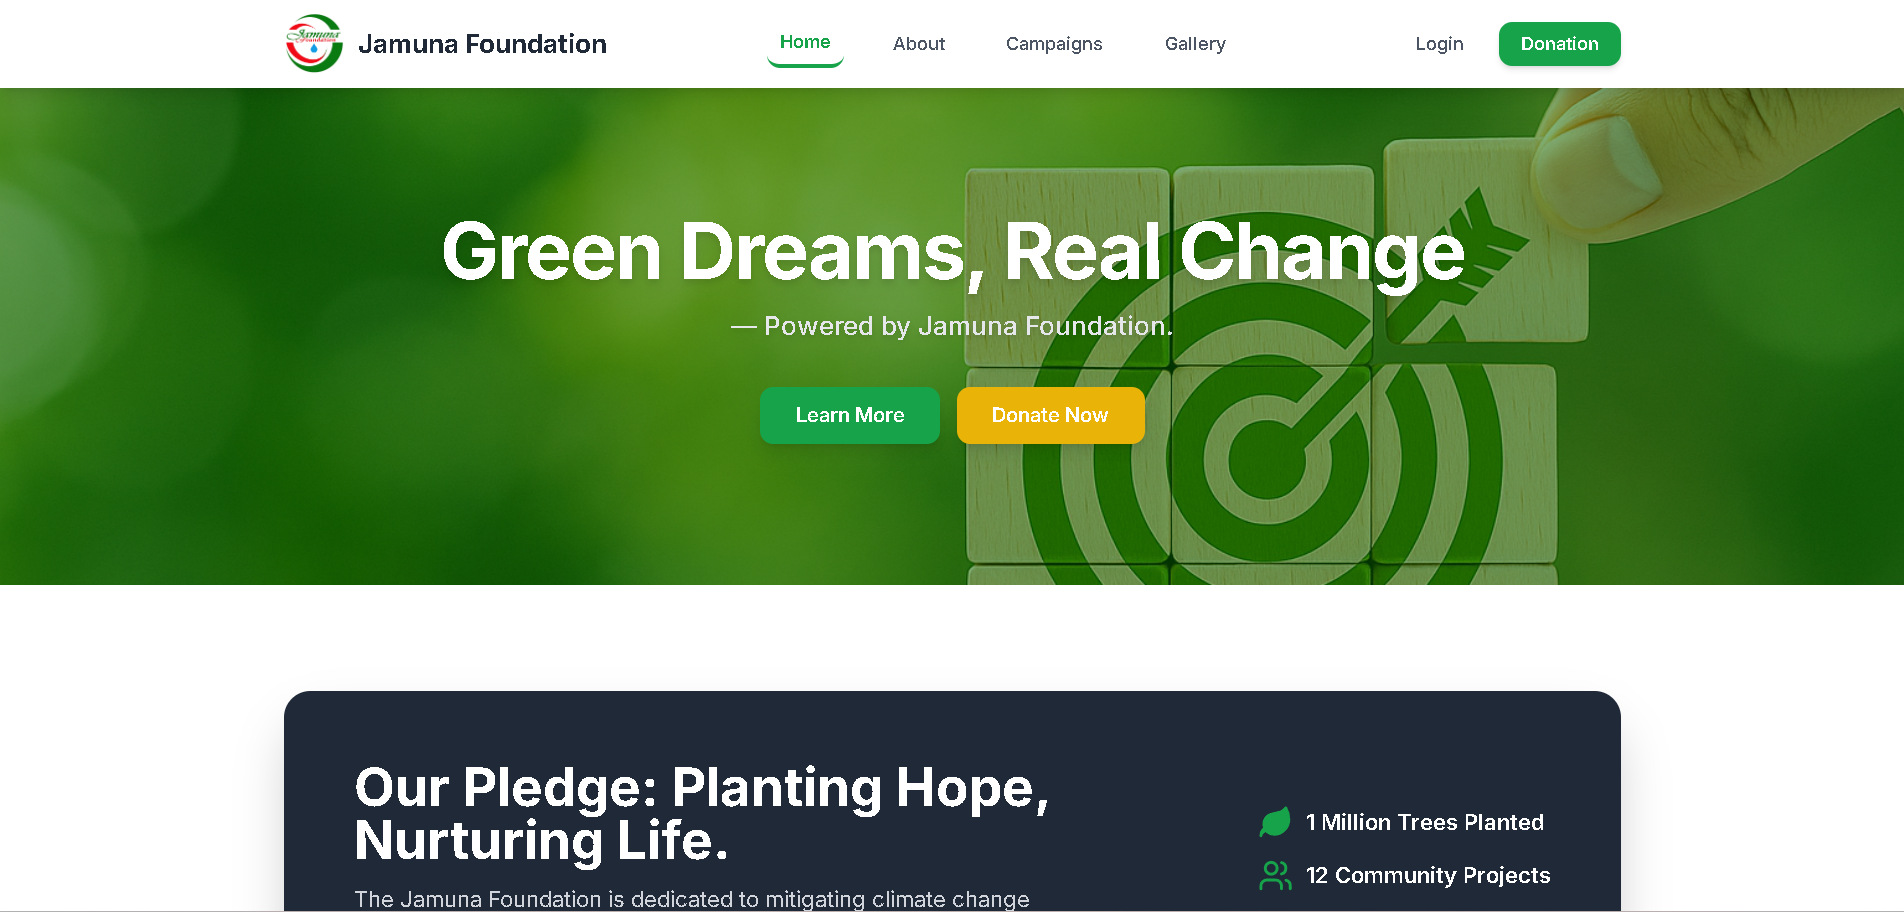 Jamuna
Foundation
Jamuna Foundation
Home
About
Campaigns
Gallery
Login
Donation
Green Dreams, Real Change
— Powered by Jamuna Foundation.
Learn More
Donate Now
Our Pledge: Planting Hope,
Nurturing Life.
The Jamuna Foundation is dedicated to mitigating climate change
1 Million Trees Planted
12 Community Projects